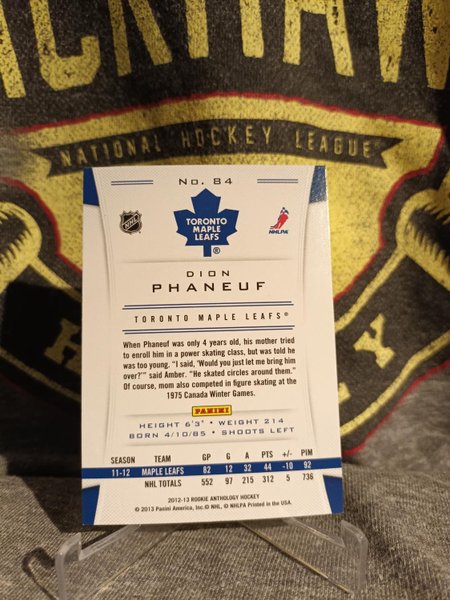 NATIONAL HOCKEY LEAGUE
No. 84
NHL
TORONTO
MAPLE
LEAFS
®
NHLPA
DION
PHANEUF
TORONTO MAPLE LEAFS®
When Phaneuf was only 4 years old, his mother tried
to enroll him in a power skating class, but was told he
was too young. "I said, 'Would you just let me bring him
over?'" said Amber. "He skated circles around them."
Of course, mom also competed in figure skating at the
1975 Canada Winter Games.
PANINI
HEIGHT 6'3" • WEIGHT 214
BORN 4/10/85 • SHOOTS LEFT
SEASON TEAM GP G A PTS +/- PIM
11-12 MAPLE LEAFS 82 12 32 44 -10 92
NHL TOTALS 552 97 215 312 5 736
2012-13 ROOKIE ANTHOLOGY HOCKEY
© 2013 Panini America, Inc. © NHL, © NHLPA Printed in the USA.